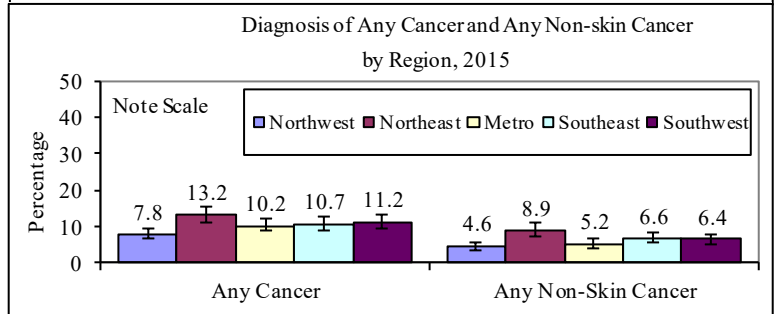 Diagnosis of Any Cancer and Any Non-skin Cancer
by Region, 2015
Percentage
50
40
30
20
10
0
Note Scale
Northwest Northeast Metro Southeast Southwest
7.8 13.2 10.2 10.7 11.2 4.6 8.9 5.2 6.6 6.4
Any Cancer Any Non-Skin Cancer